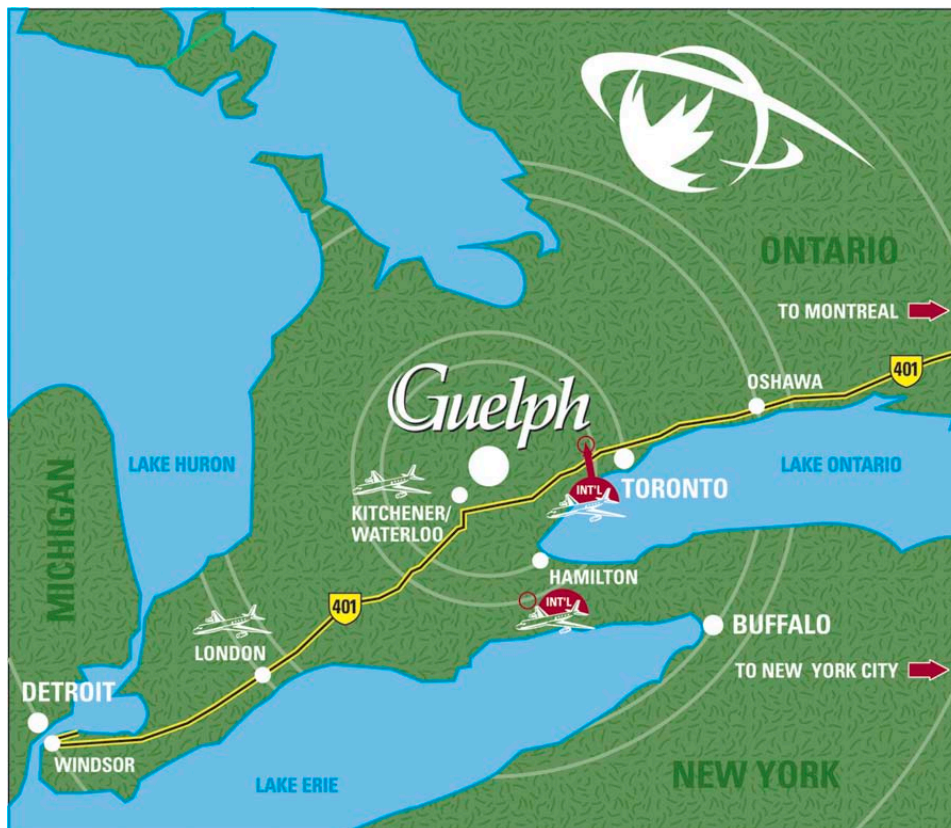 ONTARIO
TO MONTREAL
401
OSHAWA
Guelph
LAKE HURON
LAKE ONTARIO
TORONTO
INT'L
KITCHENER/
WATERLOO
MICHIGAN
HAMILTON
INT'L
401
BUFFALO
LONDON
TO NEW YORK CITY
DETROIT
WINDSOR
LAKE ERIE
NEW YORK